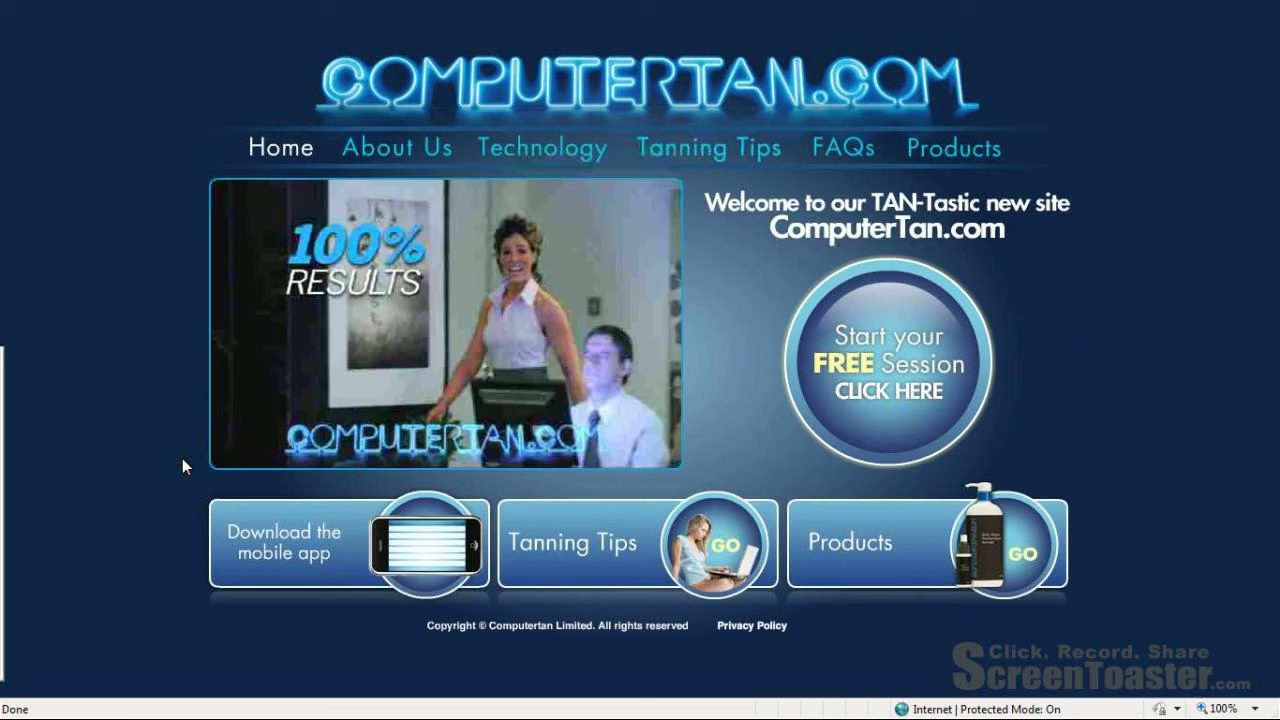 COMPUTERTAN.COM
Home About Us Technology Tanning Tips FAQs Products
100%
RESULTS
COMPUTERTAN.COM
Welcome to our TAN-Tastic new site
ComputerTan.com
Start your
FREE Session
CLICK HERE
Download the
mobile app
Tanning Tips
GO
Products
GO
Copyright © Computertan Limited. All rights reserved Privacy Policy
Click. Record. Share
ScreenToaster.com
Done
Internet | Protected Mode: On
100%